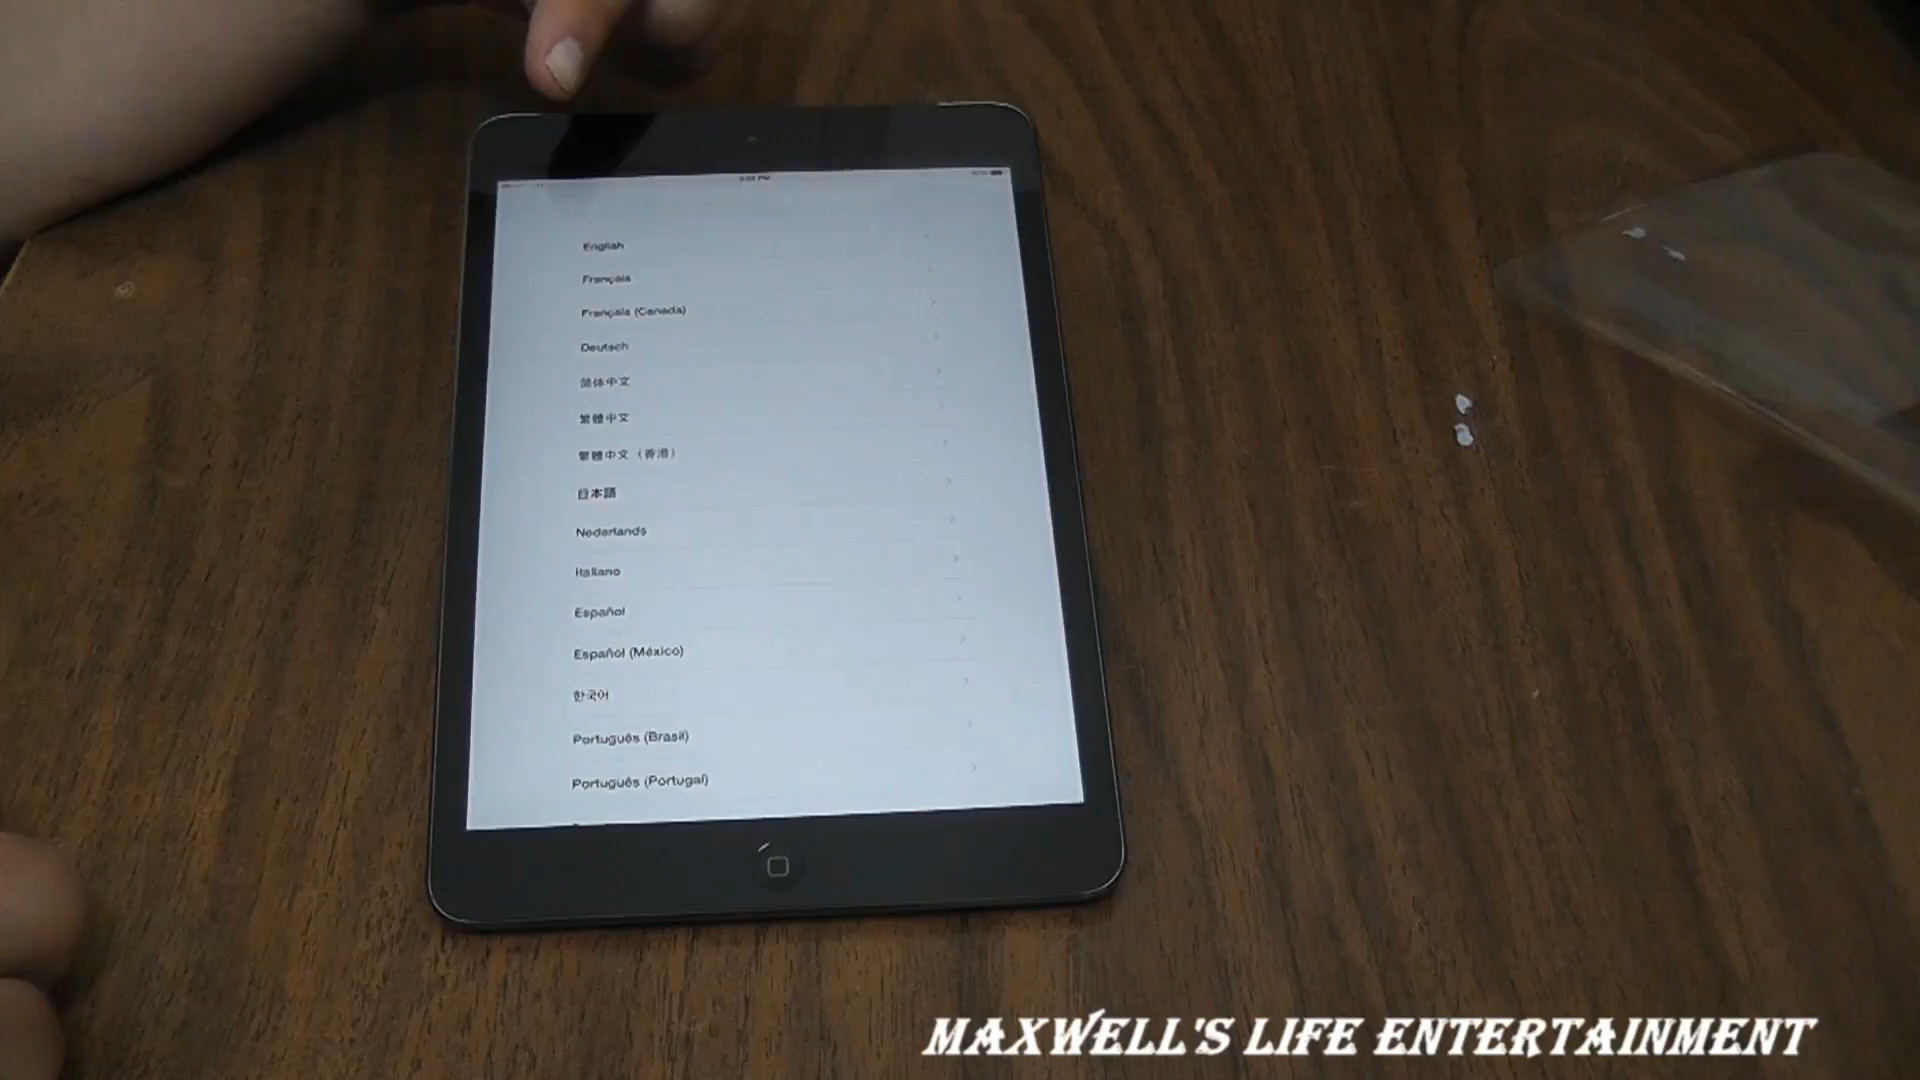 English
Français
Français (Canada)
Deutsch
简体中文
繁體中文
繁體中文（香港）
日本語
Nederlands
Italiano
Español
Español (México)
한국어
Português (Brasil)
Português (Portugal)
MAXWELL'S LIFE ENTERTAINMENT